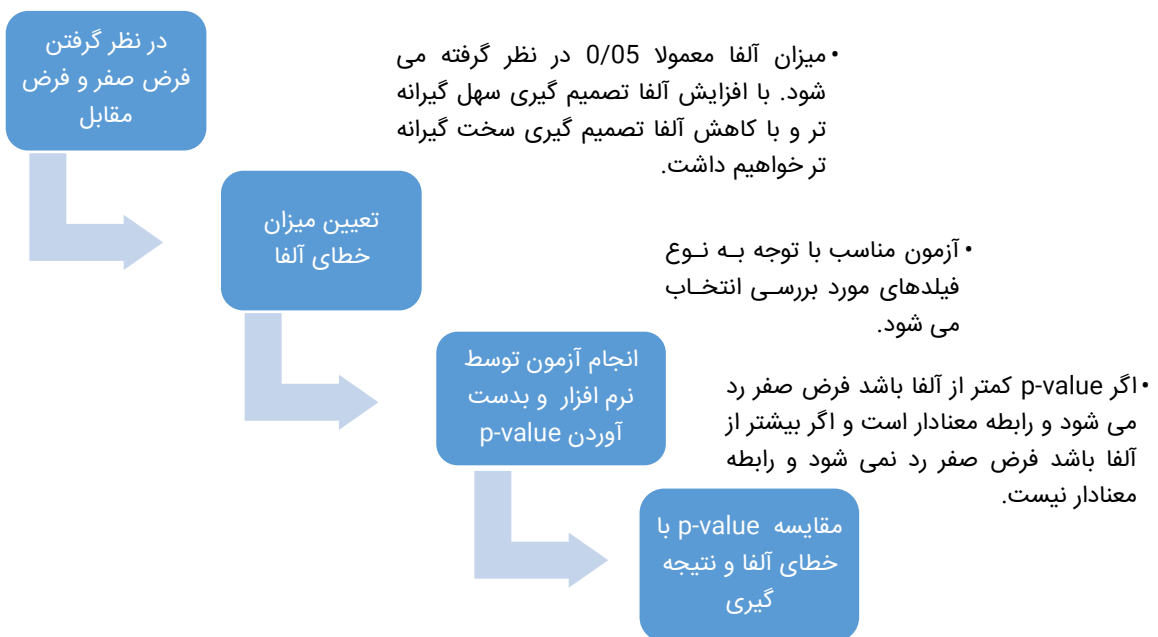 در نظر گرفتن
فرض صفر و فرض
مقابل
• میزان آلفا معمولا 0/05 در نظر گرفته می
شود. با افزایش آلفا تصمیم گیری سهل گیرانه
تر و با کاهش آلفا تصمیم گیری سخت گیرانه
تر خواهیم داشت.
تعیین میزان
خطای آلفا
• آزمون مناسب با توجه بـه نـوع
فیلدهای مورد بررسـی انتخـاب
می شود.
انجام آزمون توسط
نرم افزار و بدست
آوردن p-value
• اگر p-value کمتر از آلفا باشد فرض صفر رد
می شود و رابطه معنادار است و اگر بیشتر از
آلفا باشد فرض صفر رد نمی شود و رابطه
معنادار نیست.
مقایسه p-value با
خطای آلفا و نتیجه
گیری